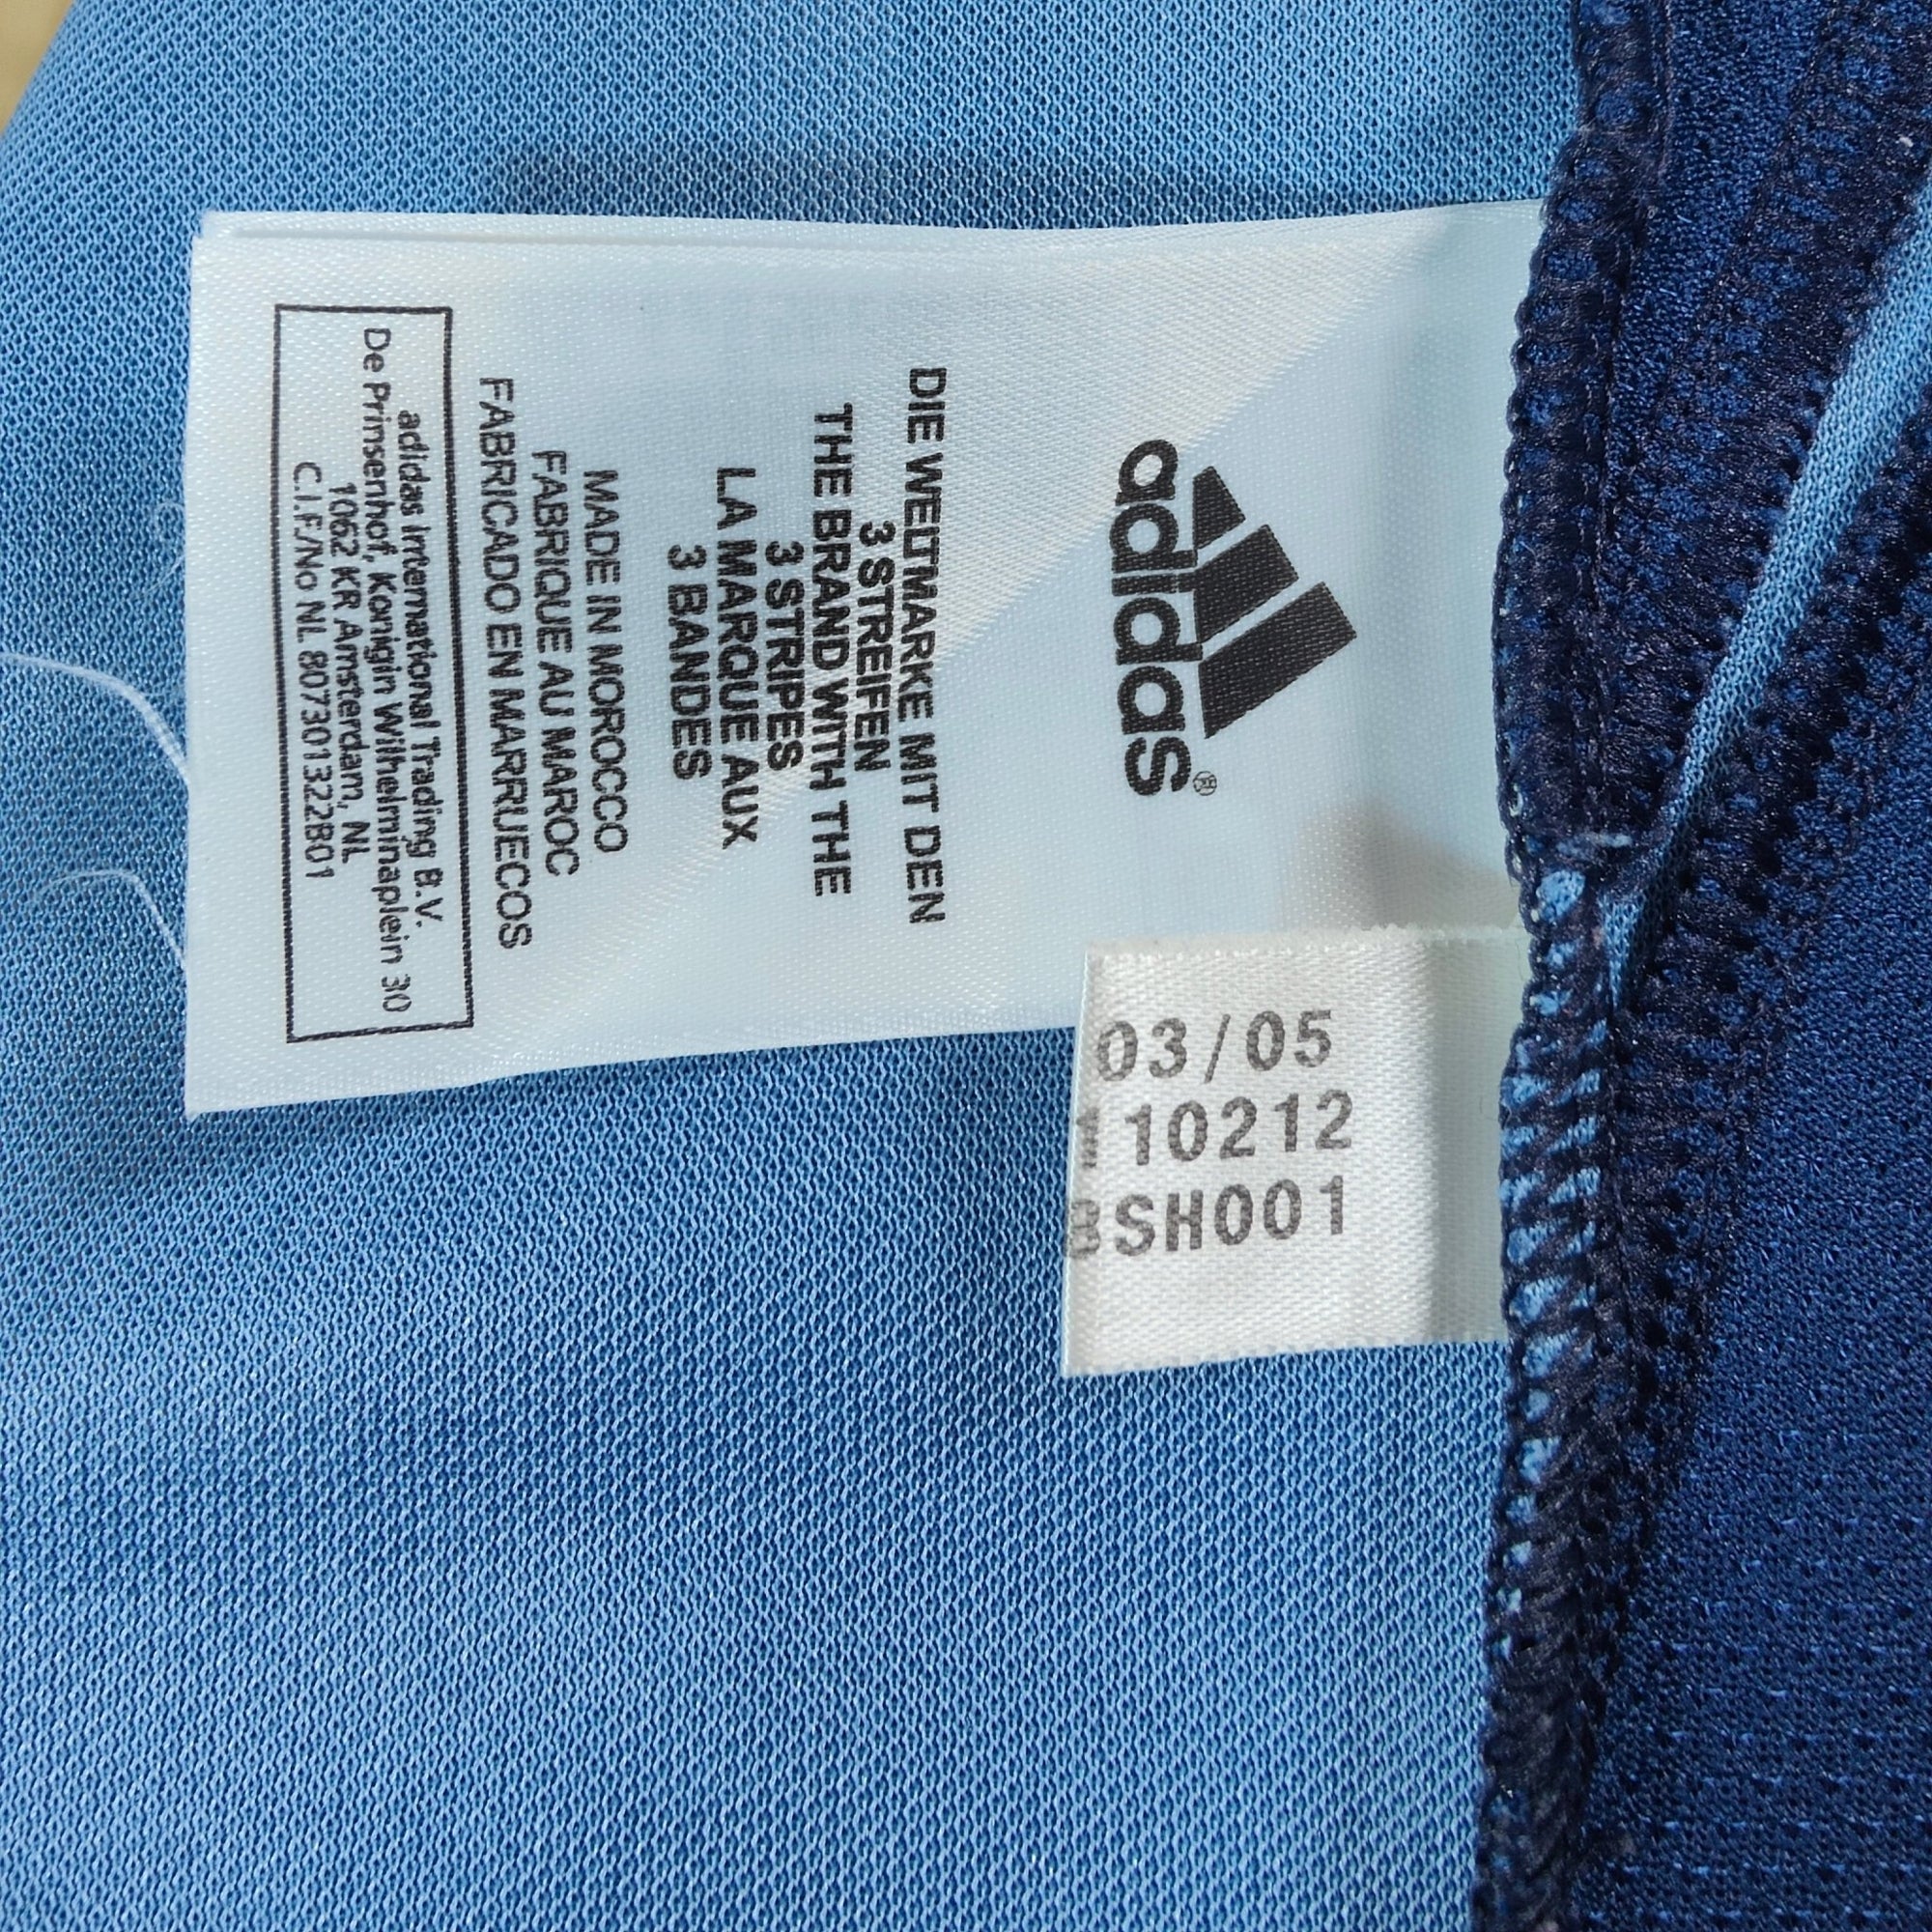 adidas®
DIE WELTMARKE MIT DEN
3 STREIFEN
THE BRAND WITH THE
3 STRIPES
LA MARQUE AUX
3 BANDES
MADE IN MOROCCO
FABRIQUE AU MAROC
FABRICADO EN MARRUECOS
adidas International Trading B.V.
De Prinsenhof, Konigin Wilhelminaplein 30
1062 KR Amsterdam, NL
C.I.F./No NL 807301322B01
03/05
110212
SH001